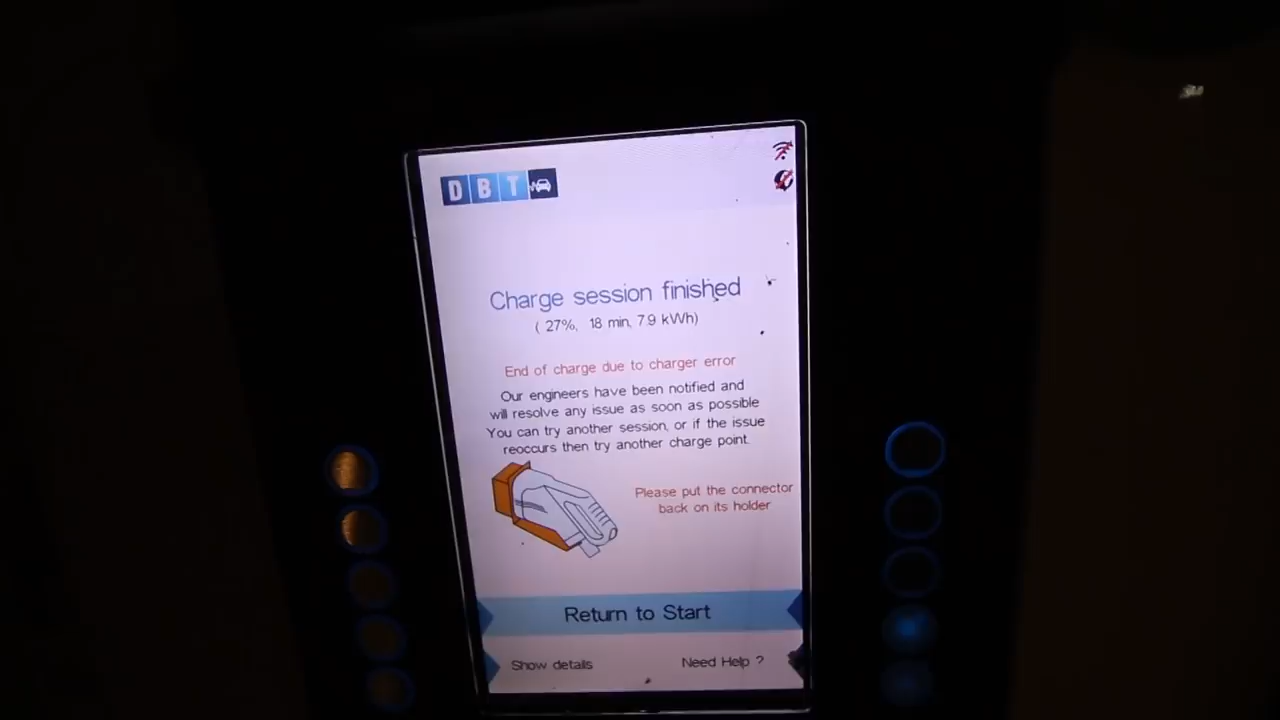 DBT
Charge session finished
( 27%, 18 min, 7.9 kWh)
End of charge due to charger error
Our engineers have been notified and
will resolve any issue as soon as possible
You can try another session, or if the issue
reoccurs then try another charge point.
Please put the connector
back on its holder
Return to Start
Show details
Need Help ?